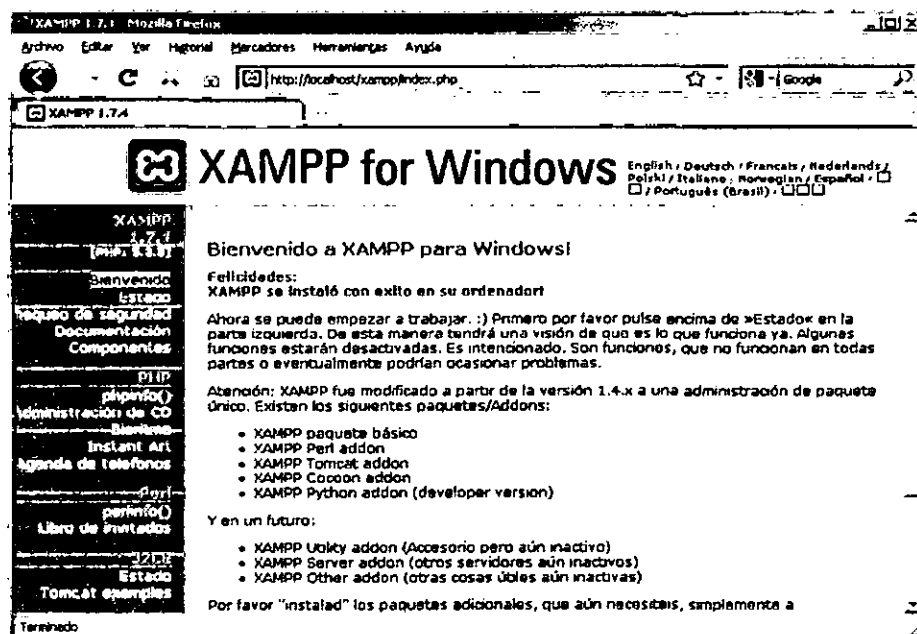 XAMPP 1.7.4 Mozilla Firefox
Archivo Editar Ver Historial Marcadores Herramientas Ayuda
http://localhost/xampp/index.php
Google
XAMPP 1.7.4
XAMPP for Windows
English / Deutsch / Francais / Nederlands /
Polski / Italiano / Norwegian / Español /
/ Português (Brasil) /
XAMPP
1.7.4
[PHP: 5.3.5]
Bienvenido
Estado
hequeo de seguridad
Documentación
Componentes
PHP
phpinfo()
Administración de CD
Bioritmo
Instant Art
Agenda de telefonos
Perl
perlinfo()
Libro de invitados
J2EE
Estado
Tomcat examples
Bienvenido a XAMPP para Windows!
Felicidades:
XAMPP se instaló con exito en su ordenador!
Ahora se puede empezar a trabajar. :) Primero por favor pulse encima de »Estado« en la
parte izquierda. De esta manera tendrá una visión de que es lo que funciona ya. Algunas
funciones estarán desactivadas. Es intencionado. Son funciones, que no funcionan en todas
partes o eventualmente podrían ocasionar problemas.
Atención: XAMPP fue modificado a partir de la versión 1.4.x a una administración de paquete
único. Existen los siguientes paquetes/Addons:
• XAMPP paquete básico
• XAMPP Perl addon
• XAMPP Tomcat addon
• XAMPP Cocoon addon
• XAMPP Python addon (developer version)
Y en un futuro:
• XAMPP Utility addon (Accesorio pero aún inactivo)
• XAMPP Server addon (otros servidores aún inactivos)
• XAMPP Other addon (otras cosas útiles aún inactivas)
Por favor "instalad" los paquetes adicionales, que aún necesitais, simplemente a
Terminado